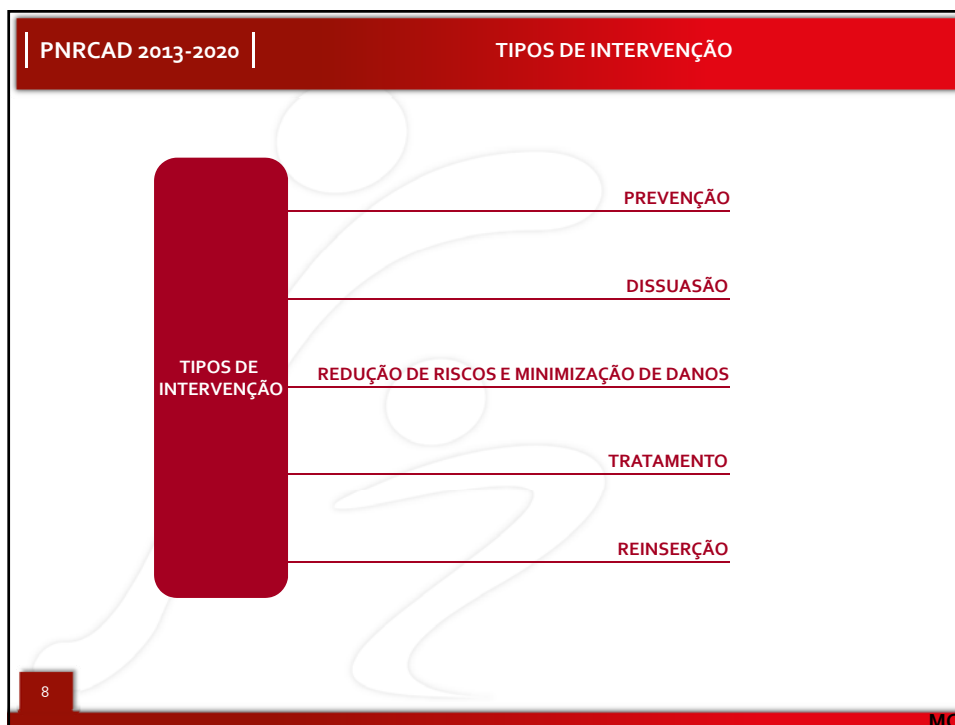 PNRCAD 2013-2020
TIPOS DE INTERVENÇÃO
PREVENÇÃO
DISSUASÃO
TIPOS DE
INTERVENÇÃO
REDUÇÃO DE RISCOS E MINIMIZAÇÃO DE DANOS
TRATAMENTO
REINSERÇÃO
8